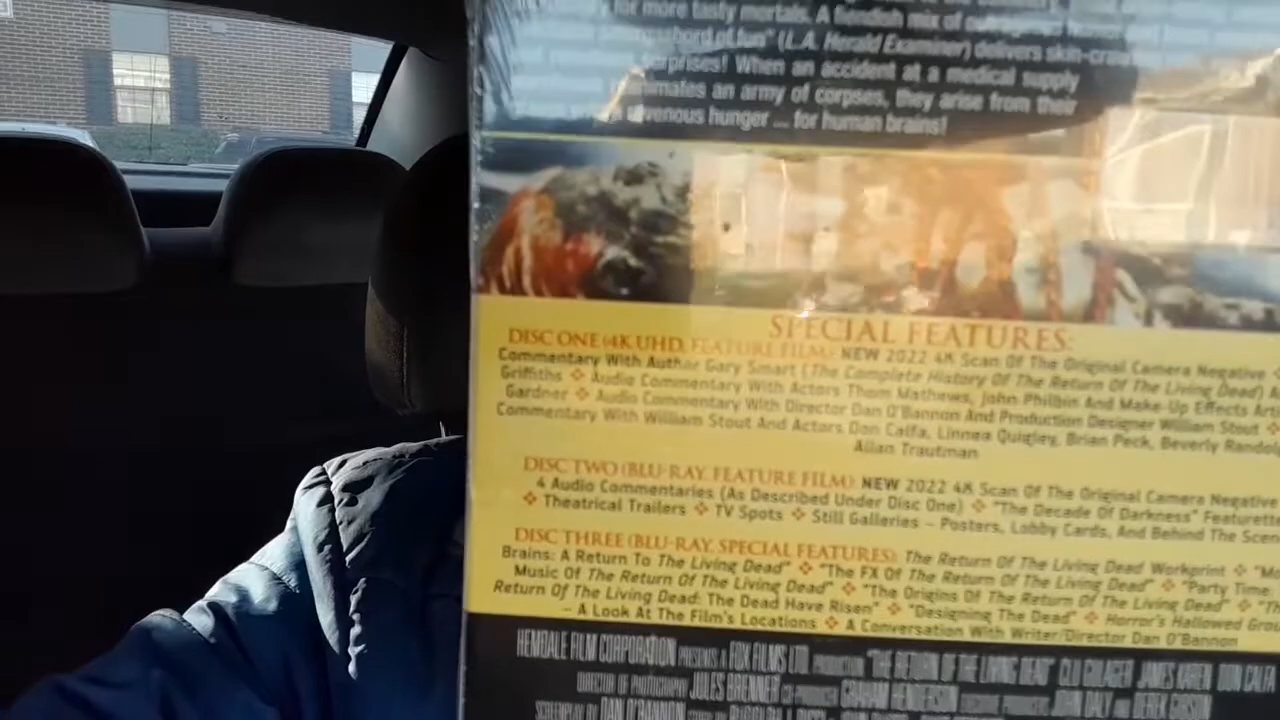 for more tasty mortals. A fiendish mix of
of fun" (L.A. Herald Examiner) delivers
When an accident at a medical supply
an army of corpses, they arise from their
hunger ... for human brains!
SPECIAL FEATURES:
DISC ONE (4K UHD, FEATURE FILM): NEW 2022 4K Scan Of The Original Camera Negative
Commentary With Author Gary Smart (The Complete History Of The Return Of The Living Dead)
Griffiths ❖ Audio Commentary With Actors Thom Mathews, John Philbin And Make-Up Effects
Gardner ❖ Audio Commentary With Director Dan O'Bannon And Production Designer William Stout ❖
Commentary With William Stout And Actors Don Calfa, Linnea Quigley, Brian Peck, Beverly
Allan Trautman
DISC TWO (BLU-RAY, FEATURE FILM): NEW 2022 4K Scan Of The Original Camera Negative
4 Audio Commentaries (As Described Under Disc One) ❖ "The Decade Of Darkness"
❖ Theatrical Trailers ❖ TV Spots ❖ Still Galleries – Posters, Lobby Cards, And Behind The
DISC THREE (BLU-RAY, SPECIAL FEATURES): The Return Of The Living Dead Workprint ❖
Brains: A Return To The Living Dead" ❖ "The FX Of The Return Of The Living Dead" ❖ "Party Time:
Music Of The Return Of The Living Dead" ❖ "The Origins Of The Return Of The Living Dead" ❖
Return Of The Living Dead: The Dead Have Risen" ❖ "Designing The Dead" ❖ Horror's Hallowed
– A Look At The Film's Locations ❖ A Conversation With Writer/Director Dan O'Bannon
HEMDALE FILM CORPORATION PRESENTS A FOX FILMS LTD. PRODUCTION "THE RETURN OF THE LIVING DEAD" CLU GULAGER JAMES KAREN DON CALFA
DIRECTOR OF PHOTOGRAPHY JULES BRENNER CO-PRODUCER GRAHAM HENDERSON EXECUTIVE PRODUCERS JOHN DALY AND DEREK GIBSON
SCREENPLAY BY DAN O'BANNON